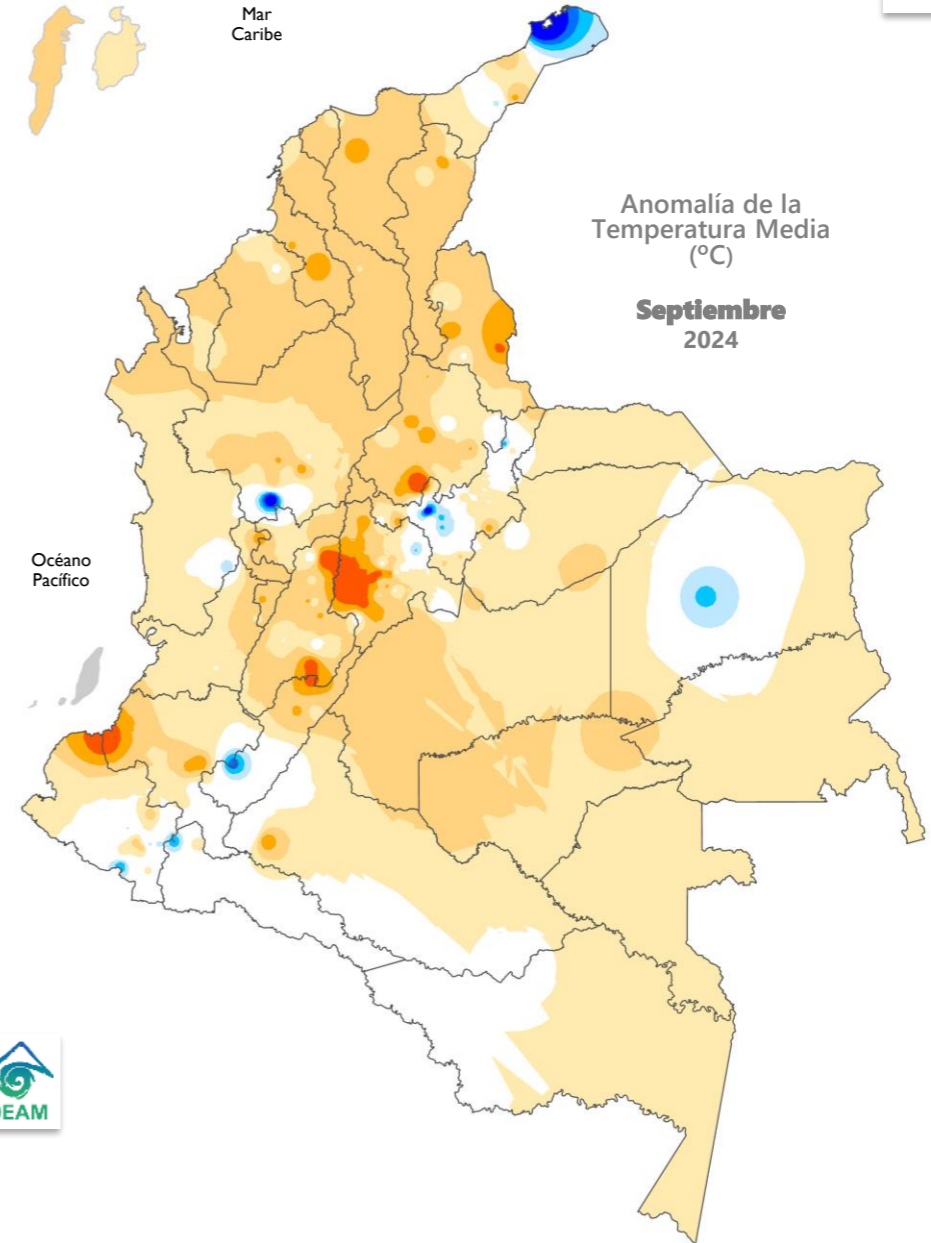 Mar
Caribe
Anomalía de la
Temperatura Media
(ºC)
Septiembre
2024
Océano
Pacífico
DEAM